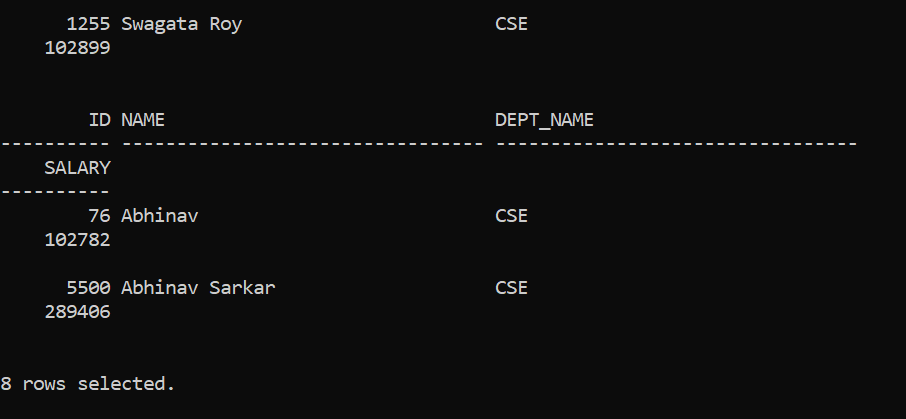 1255 Swagata Roy CSE
102899
ID NAME DEPT_NAME
---------- --------------------------------- ---------------------------------
SALARY
----------
76 Abhinav CSE
102782
5500 Abhinav Sarkar CSE
289406
8 rows selected.